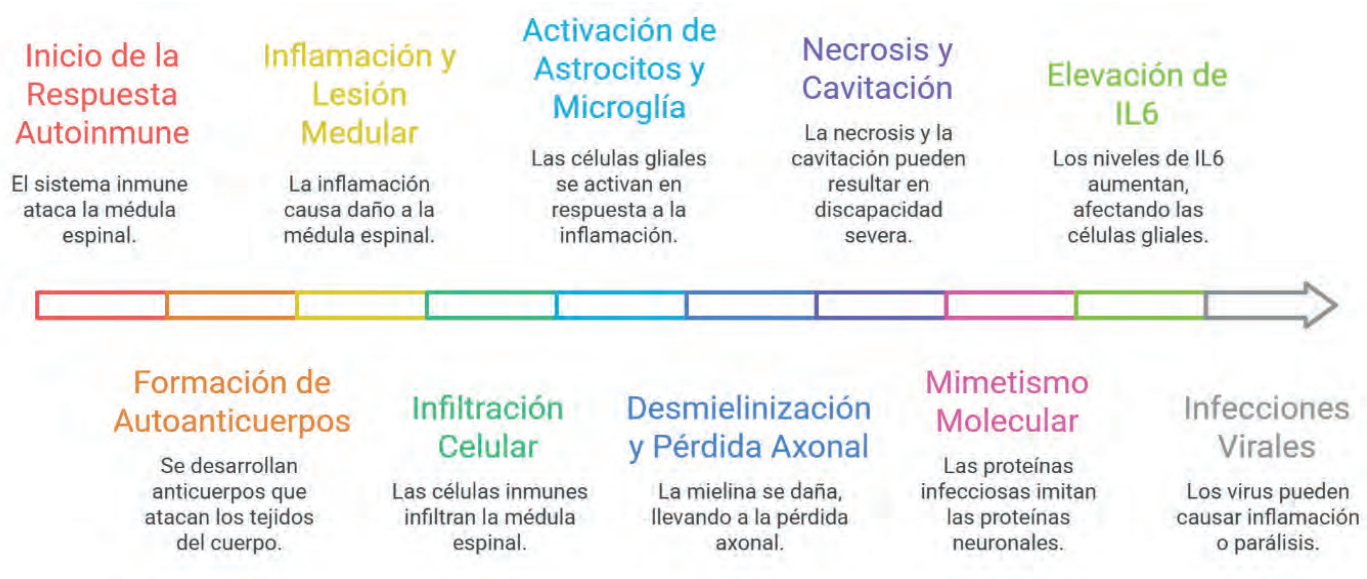 Inicio de la
Respuesta
Autoinmune
El sistema inmune
ataca la médula
espinal.
Formación de
Autoanticuerpos
Se desarrollan
anticuerpos que
atacan los tejidos
del cuerpo.
Inflamación y
Lesión
Medular
La inflamación
causa daño a la
médula espinal.
Infiltración
Celular
Las células inmunes
infiltran la médula
espinal.
Activación de
Astrocitos y
Microglía
Las células gliales
se activan en
respuesta a la
inflamación.
Desmielinización
y Pérdida Axonal
La mielina se daña,
llevando a la pérdida
axonal.
Necrosis y
Cavitación
La necrosis y la
cavitación pueden
resultar en
discapacidad
severa.
Mimetismo
Molecular
Las proteínas
infecciosas imitan
las proteínas
neuronales.
Elevación de
IL6
Los niveles de IL6
aumentan,
afectando las
células gliales.
Infecciones
Virales
Los virus pueden
causar inflamación
o parálisis.